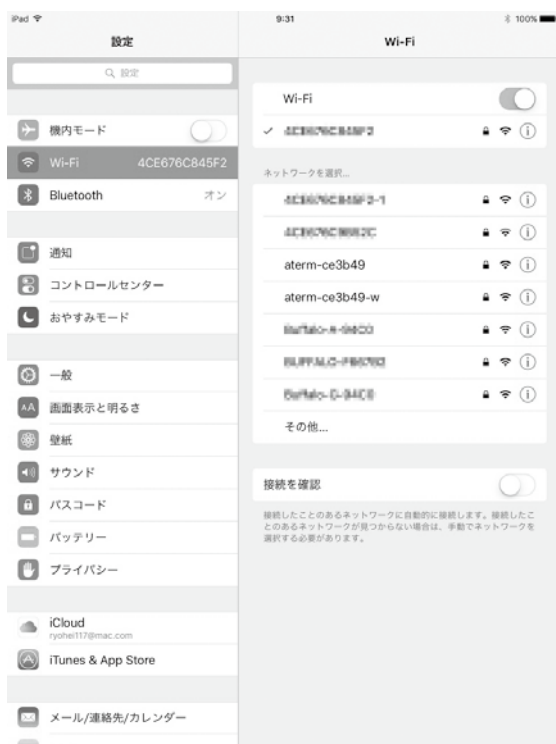 iPad
9:31
100%
設定
Wi-Fi
設定
機内モード
Wi-Fi 4CE676C845F2
Bluetooth オン
通知
コントロールセンター
おやすみモード
一般
AA 画面表示と明るさ
壁紙
サウンド
パスコード
バッテリー
プライバシー
iCloud
ryohei117@mac.com
iTunes & App Store
メール/連絡先/カレンダー
Wi-Fi
ネットワークを選択...
aterm-ce3b49
aterm-ce3b49-w
その他...
接続を確認
接続したことのあるネットワークに自動的に接続します。接続したこ
とのあるネットワークが見つからない場合は、手動でネットワークを
選択する必要があります。